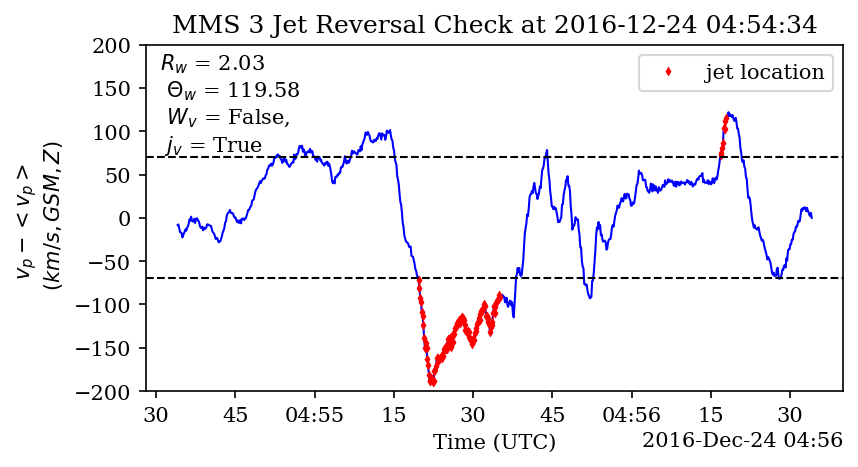 MMS 3 Jet Reversal Check at 2016-12-24 04:54:34
200
150
100
50
0
−50
−100
−150
−200
v_p − < v_p >
(km/s, GSM, Z)
R_w = 2.03
Θ_w = 119.58
W_v = False,
j_v = True
jet location
30 45 04:55 15 30 45 04:56 15 30
Time (UTC)
2016-Dec-24 04:56